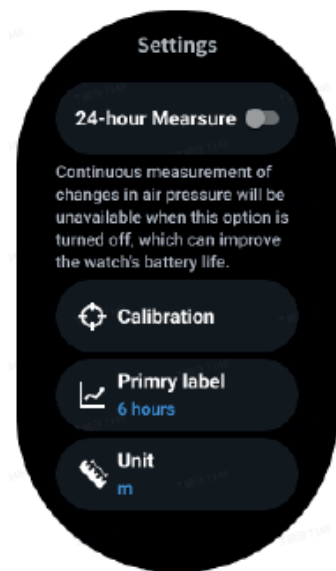 Settings
24-hour Mearsure
Continuous measurement of
changes in air pressure will be
unavailable when this option is
turned off, which can improve
the watch's battery life.
Calibration
Primry label
6 hours
Unit
m